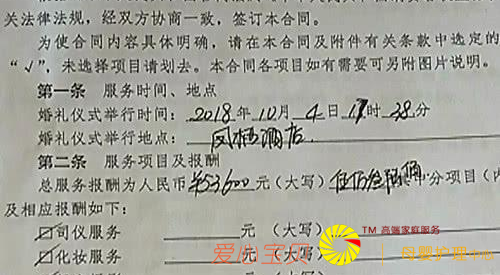 关法律法规，经双方协商一致，签订本合同。
为使合同内容具体明确，请在本合同及附件有关条款中选定的
“√”，未选择项目请划去。本合同各项目如有需要可另附图片说明。
第一条 服务时间、地点
婚礼仪式举行时间：2018年10月4日11时38分
婚礼仪式举行地点：凤栖酒店
第二条 服务项目及报酬
总服务报酬为人民币¥53600元（大写）分项目（内
及相应报酬如下：
司仪服务 元（大写）
TM 高端家庭服务
化妆服务 元（大写）
爱心宝贝
母婴护理